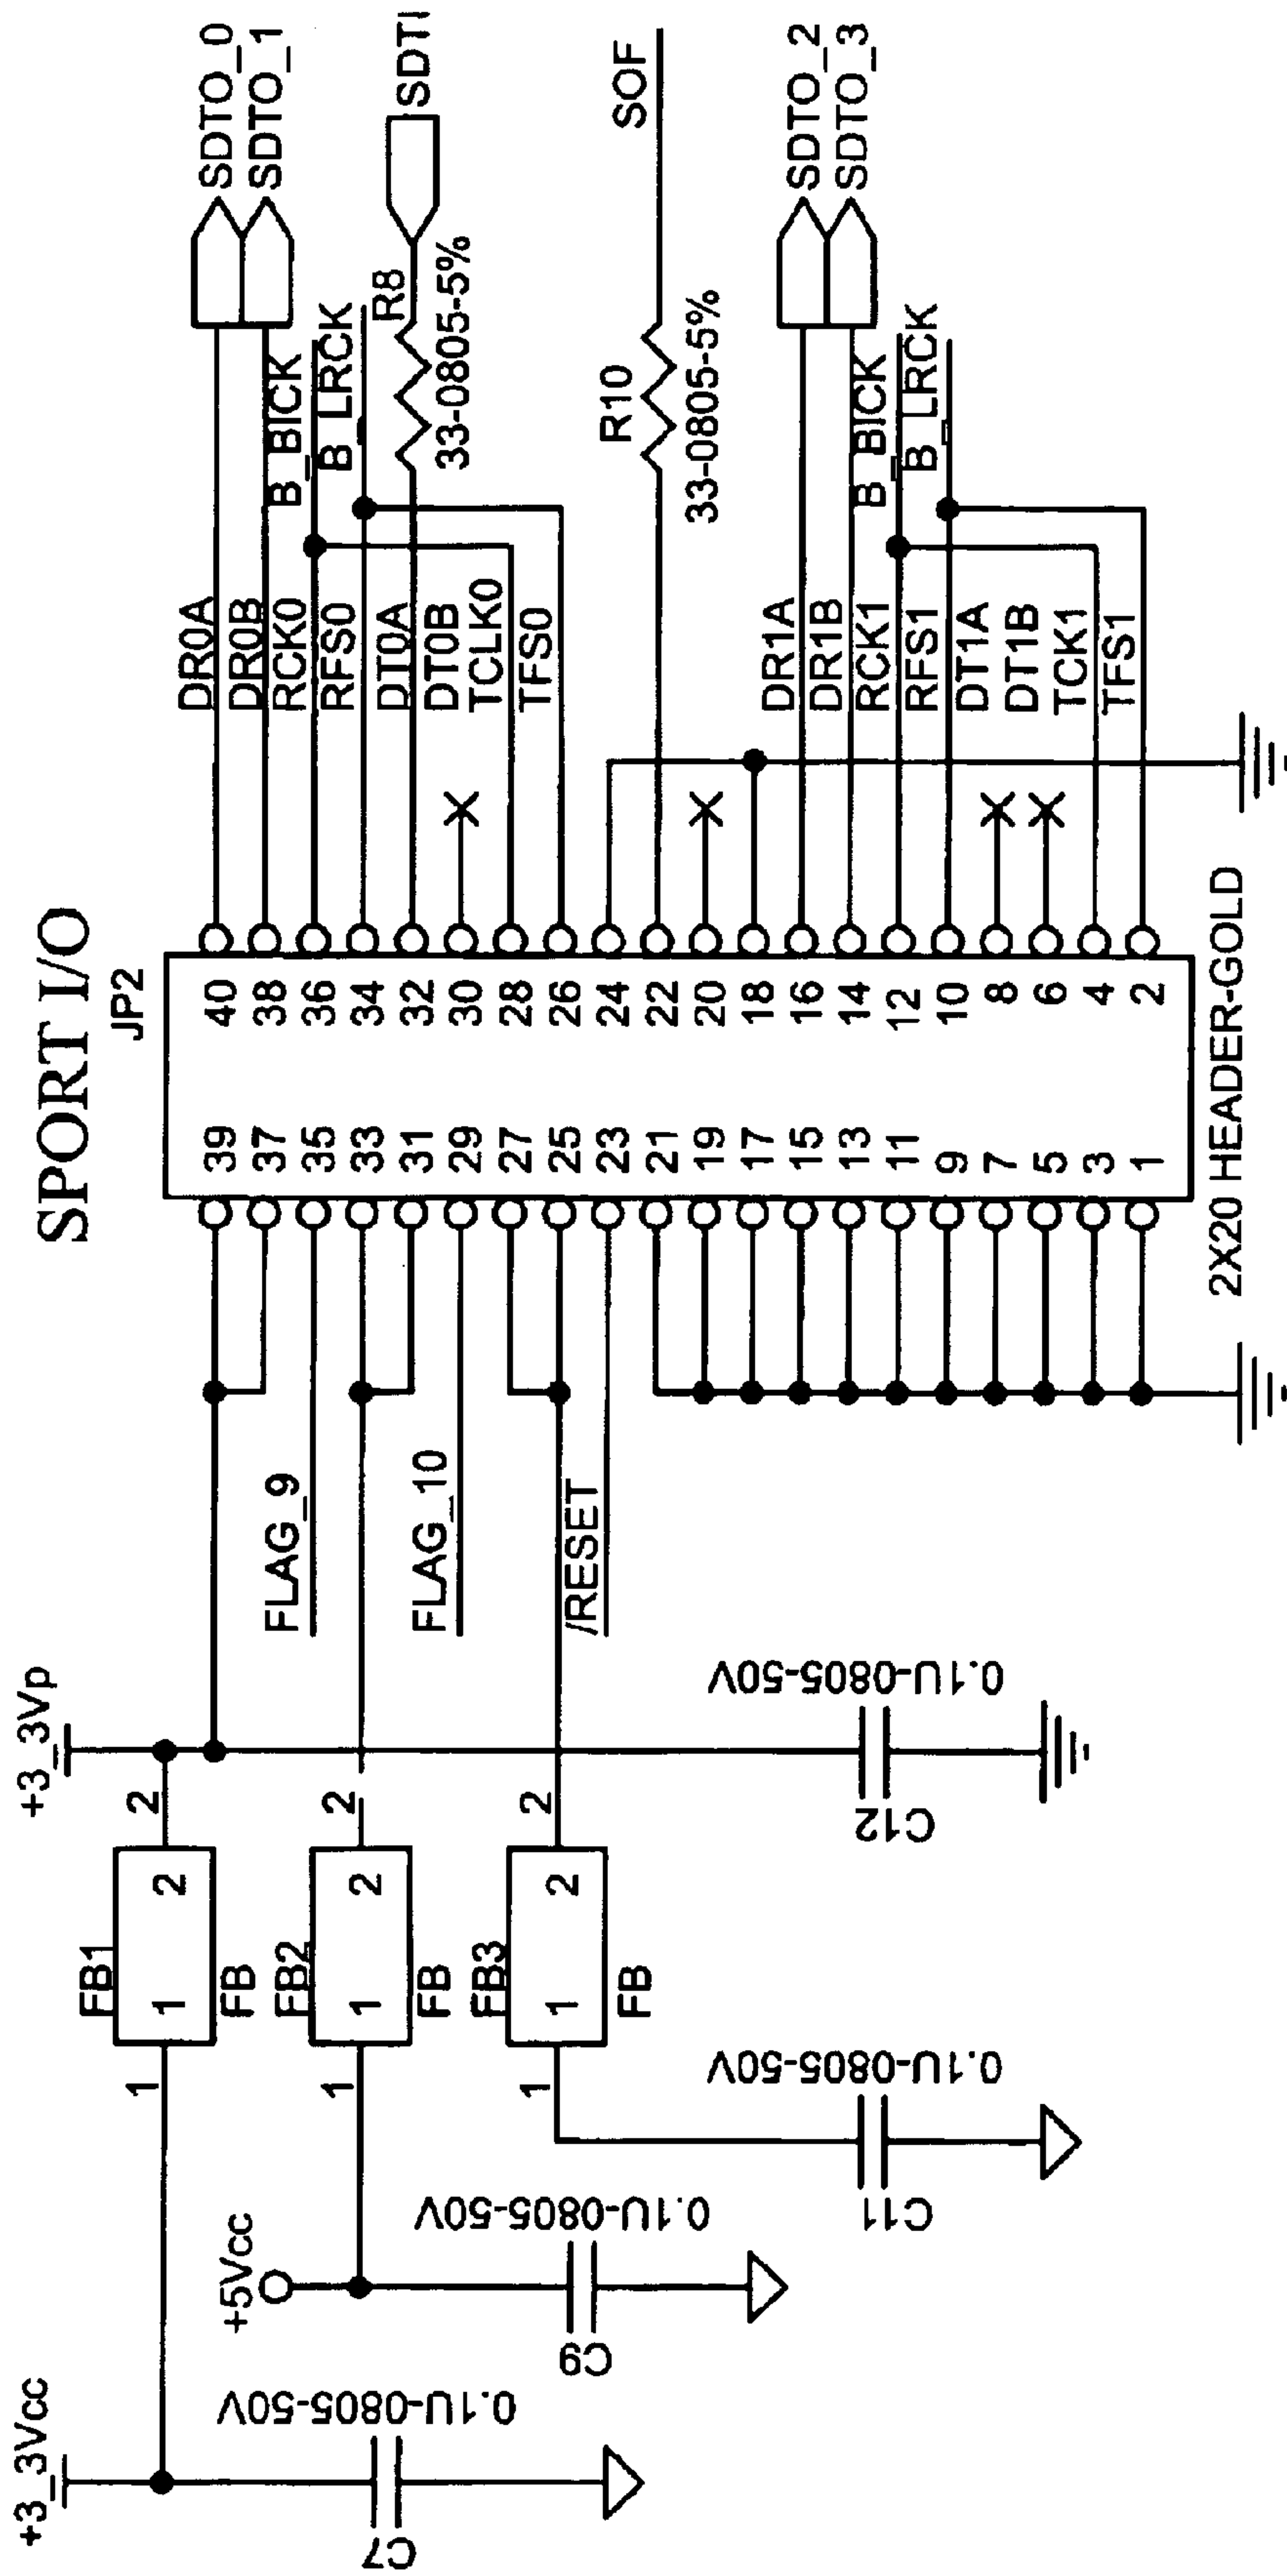 SPORT I/O
JP2
+3_3Vcc
C7
0.1U-0805-50V
+5Vcc
C9
0.1U-0805-50V
FB1
1
1
2
2
FB
FB2
1
1
2
2
FB
FB3
1
1
2
2
FB
C11
0.1U-0805-50V
+3_3Vp
C12
0.1U-0805-50V
FLAG_9
FLAG_10
/RESET
39 40
37 38
35 36
33 34
31 32
29 30
27 28
25 26
23 24
21 22
19 20
17 18
15 16
13 14
11 12
9 10
7 8
5 6
3 4
1 2
2X20 HEADER-GOLD
DR0A
DR0B
RCK0
RFS0
DT0A
DT0B
TCLK0
TFS0
SDTO_0
SDTO_1
B_BICK
B_LRCK
R8
33-0805-5%
SDTI
R10
33-0805-5%
SOF
DR1A
DR1B
RCK1
RFS1
DT1A
DT1B
TCK1
TFS1
SDTO_2
SDTO_3
B_BICK
B_LRCK